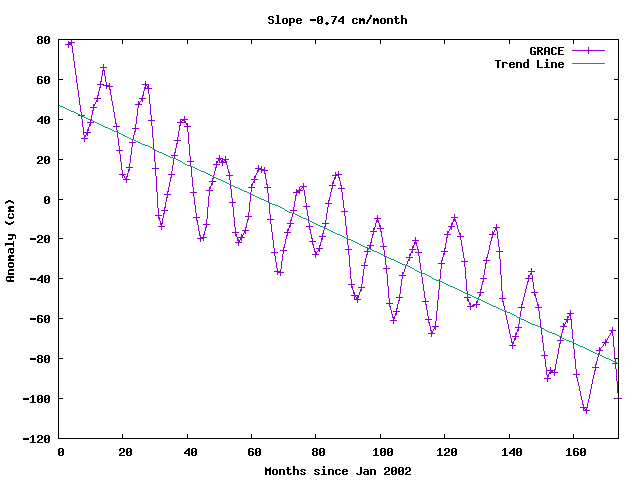 Slope -0.74 cm/month
GRACE
Trend Line
80
60
40
20
0
-20
-40
-60
-80
-100
-120
Anomaly (cm)
0 20 40 60 80 100 120 140 160
Months since Jan 2002